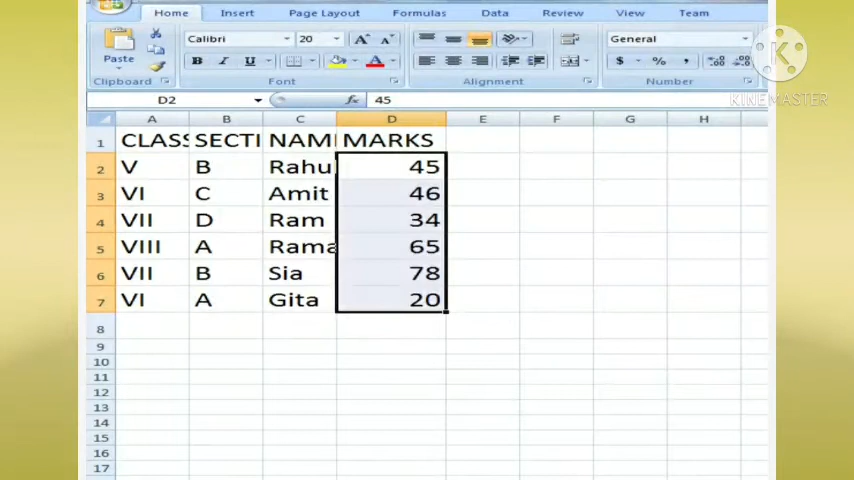 Home Insert Page Layout Formulas Data Review View Team
Calibri 20 A A General
Paste B I U A $ % ,
Clipboard Font Alignment Number
KINEMASTER
D2 fx 45
A B C D E F G H
1 CLASS SECTI NAM MARKS
2 V B Rahu 45
3 VI C Amit 46
4 VII D Ram 34
5 VIII A Rama 65
6 VII B Sia 78
7 VI A Gita 20
8
9
10
11
12
13
14
15
16
17